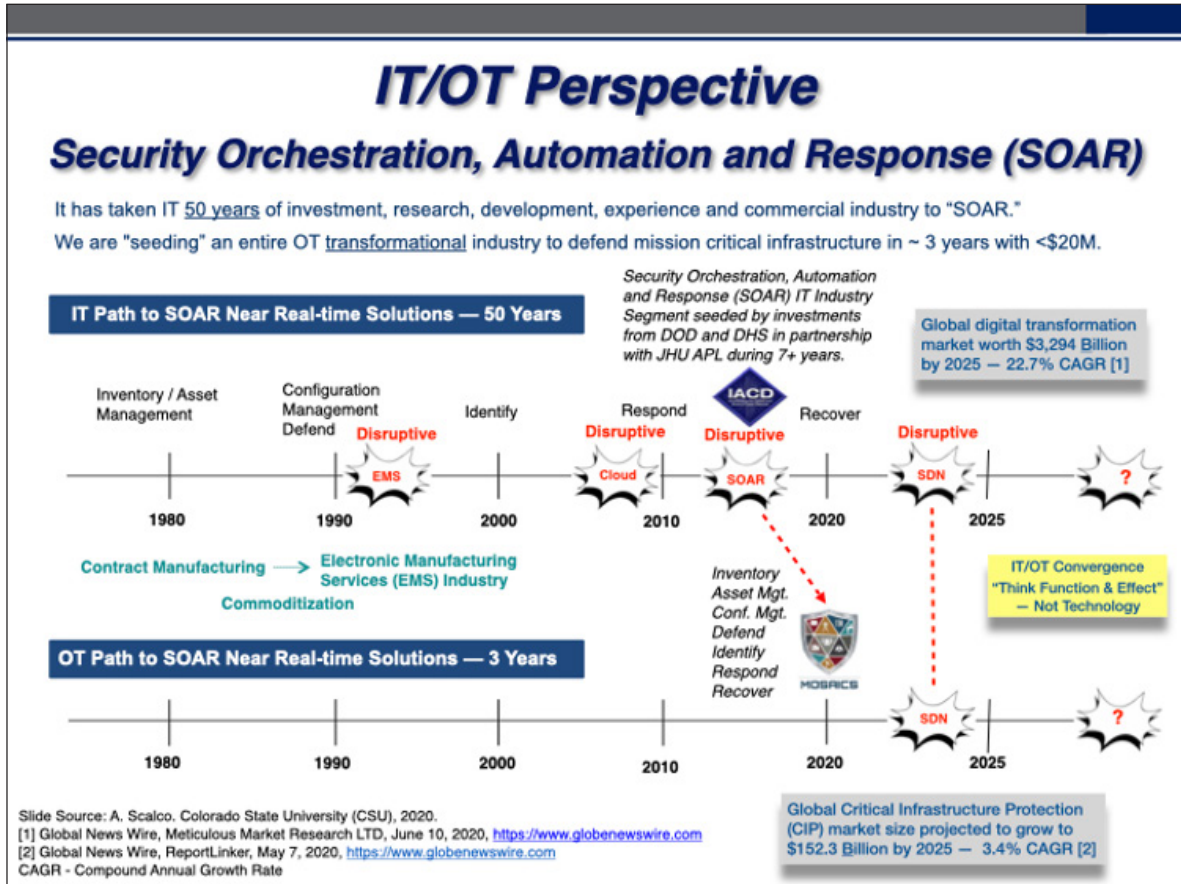 IT/OT Perspective
Security Orchestration, Automation and Response (SOAR)
It has taken IT 50 years of investment, research, development, experience and commercial industry to “SOAR.”
We are "seeding” an entire OT transformational industry to defend mission critical infrastructure in ~ 3 years with <$20M.
IT Path to SOAR Near Real-time Solutions — 50 Years
Security Orchestration, Automation
and Response (SOAR) IT Industry
Segment seeded by investments
from DOD and DHS in partnership
with JHU APL during 7+ years.
Global digital transformation
market worth $3,294 Billion
by 2025 — 22.7% CAGR [1]
Inventory / Asset
Management
Configuration
Management
Defend
Identify
Respond
IACD
Recover
Disruptive
Disruptive
Disruptive
Disruptive
EMS
Cloud
SOAR
SDN
?
1980
1990
2000
2010
2020
2025
Contract Manufacturing
Electronic Manufacturing
Services (EMS) Industry
Commoditization
Inventory
Asset Mgt.
Conf. Mgt.
Defend
Identify
Respond
Recover
MOSAICS
IT/OT Convergence
“Think Function & Effect”
— Not Technology
OT Path to SOAR Near Real-time Solutions — 3 Years
SDN
?
1980
1990
2000
2010
2020
2025
Slide Source: A. Scalco. Colorado State University (CSU), 2020.
[1] Global News Wire, Meticulous Market Research LTD, June 10, 2020, https://www.globenewswire.com
[2] Global News Wire, ReportLinker, May 7, 2020, https://www.globenewswire.com
CAGR - Compound Annual Growth Rate
Global Critical Infrastructure Protection
(CIP) market size projected to grow to
$152.3 Billion by 2025 — 3.4% CAGR [2]